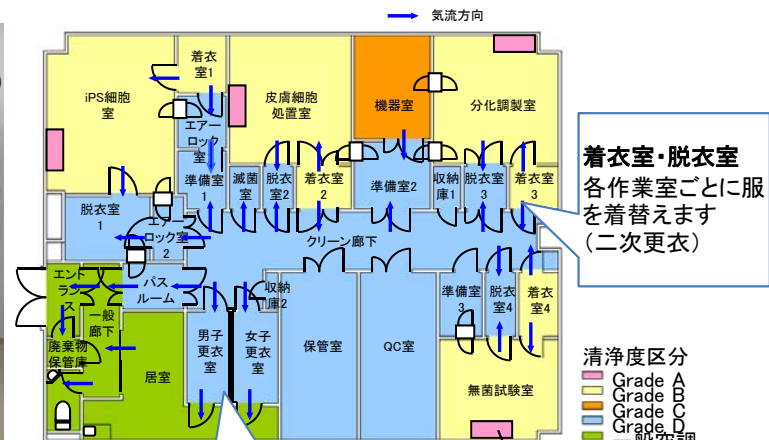 気流方向
着衣
室1
iPS細胞
室
皮膚細胞
処置室
機器室
分化調製室
エアー
ロック
室
準備室
1
滅菌
室
脱衣
室2
着衣室
2
準備室2
収納
庫1
脱衣室
3
着衣室
3
着衣室・脱衣室
各作業室ごとに服
を着替えます
(二次更衣)
脱衣室
1
エアー
ロック室
2
クリーン廊下
エント
ラン
ス
一般
廊下
パス
ルーム
収納
庫2
廃棄物
保管庫
男子
更衣
室
女子
更衣
室
保管室
QC室
準備室
3
脱衣
室4
着衣
室4
居室
無菌試験室
清浄度区分
Grade A
Grade B
Grade C
Grade D
一般空調